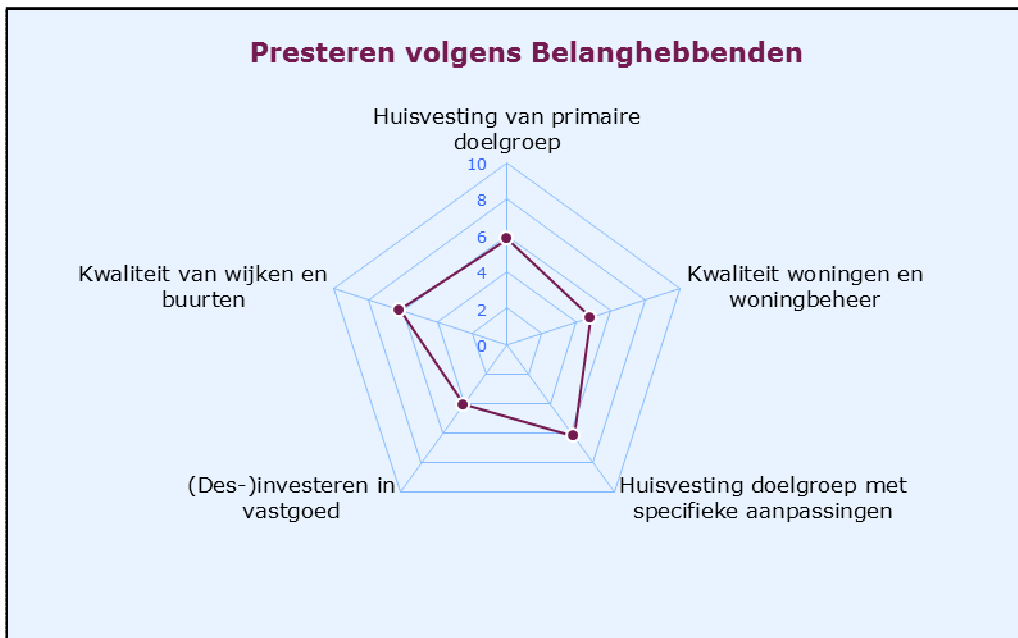 Presteren volgens Belanghebbenden
Huisvesting van primaire
doelgroep
10
8
6
4
2
0
Kwaliteit van wijken en
buurten
Kwaliteit woningen en
woningbeheer
(Des-)investeren in
vastgoed
Huisvesting doelgroep met
specifieke aanpassingen